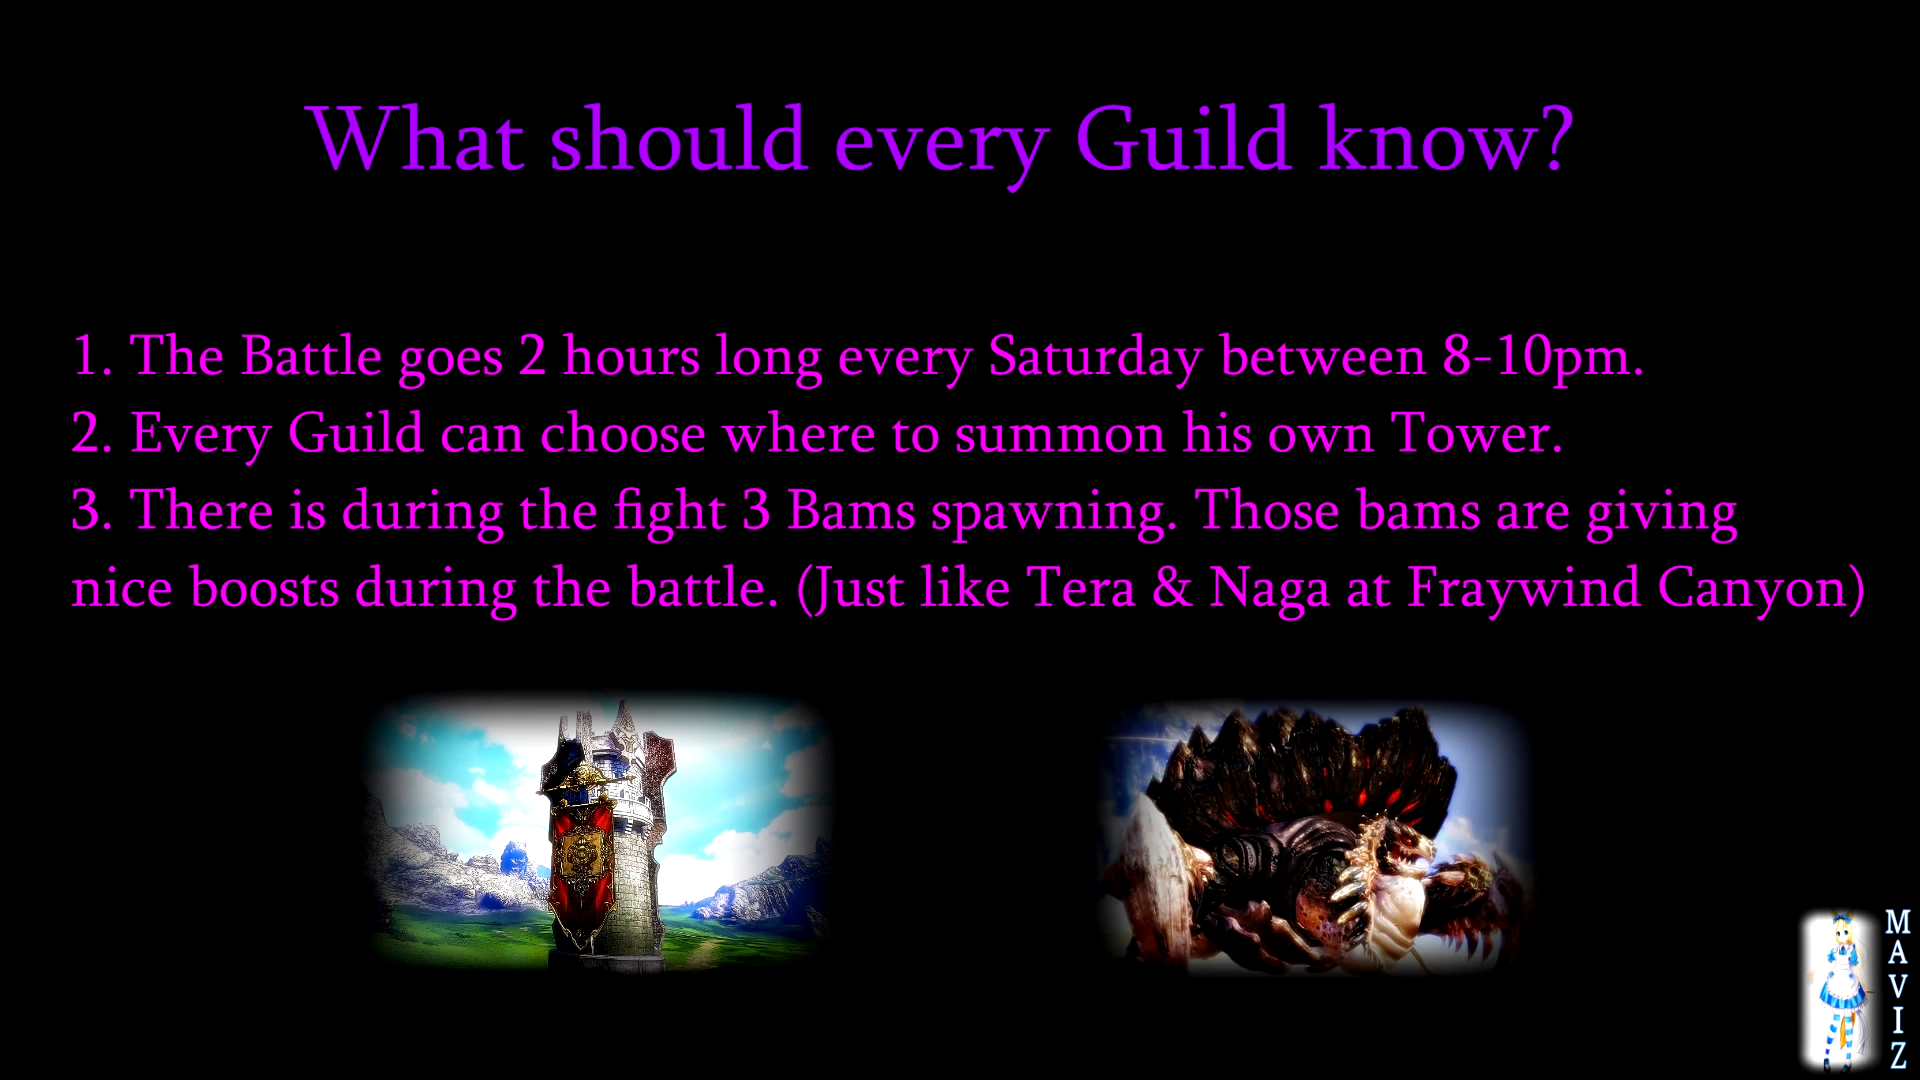 What should every Guild know?
1. The Battle goes 2 hours long every Saturday between 8-10pm.
2. Every Guild can choose where to summon his own Tower.
3. There is during the fight 3 Bams spawning. Those bams are giving
nice boosts during the battle. (Just like Tera & Naga at Fraywind Canyon)
MAVIZ